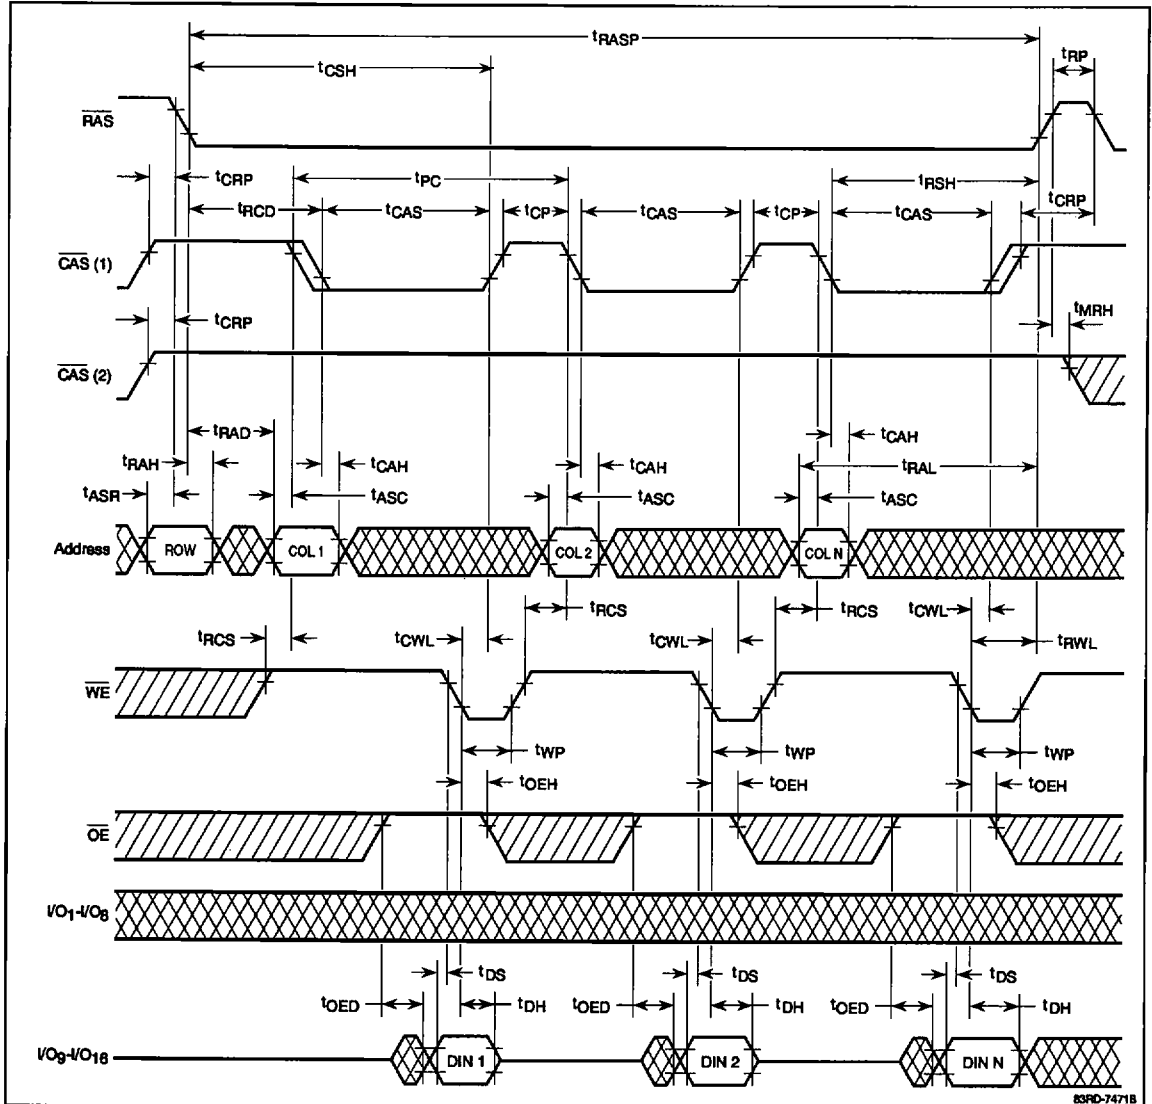 tRASP
tCSH
tRP
RAS
tCRP
tPC
tRSH
tRCD
tCAS
tCP
tCAS
tCP
tCAS
tCRP
CAS (1)
tCRP
tMRH
CAS (2)
tRAD
tCAH
tRAH
tCAH
tCAH
tRAL
tASR
tASC
tASC
tASC
Address
ROW
COL 1
COL 2
COL N
tRCS
tRCS
tCWL
tRCS
tCWL
tCWL
tRWL
WE
tWP
tWP
tWP
tOEH
tOEH
tOEH
OE
I/O1-I/O8
tDS
tDS
tDS
tOED
tDH
tOED
tDH
tOED
tDH
I/O9-I/O16
DIN 1
DIN 2
DIN N
83RD-7471B